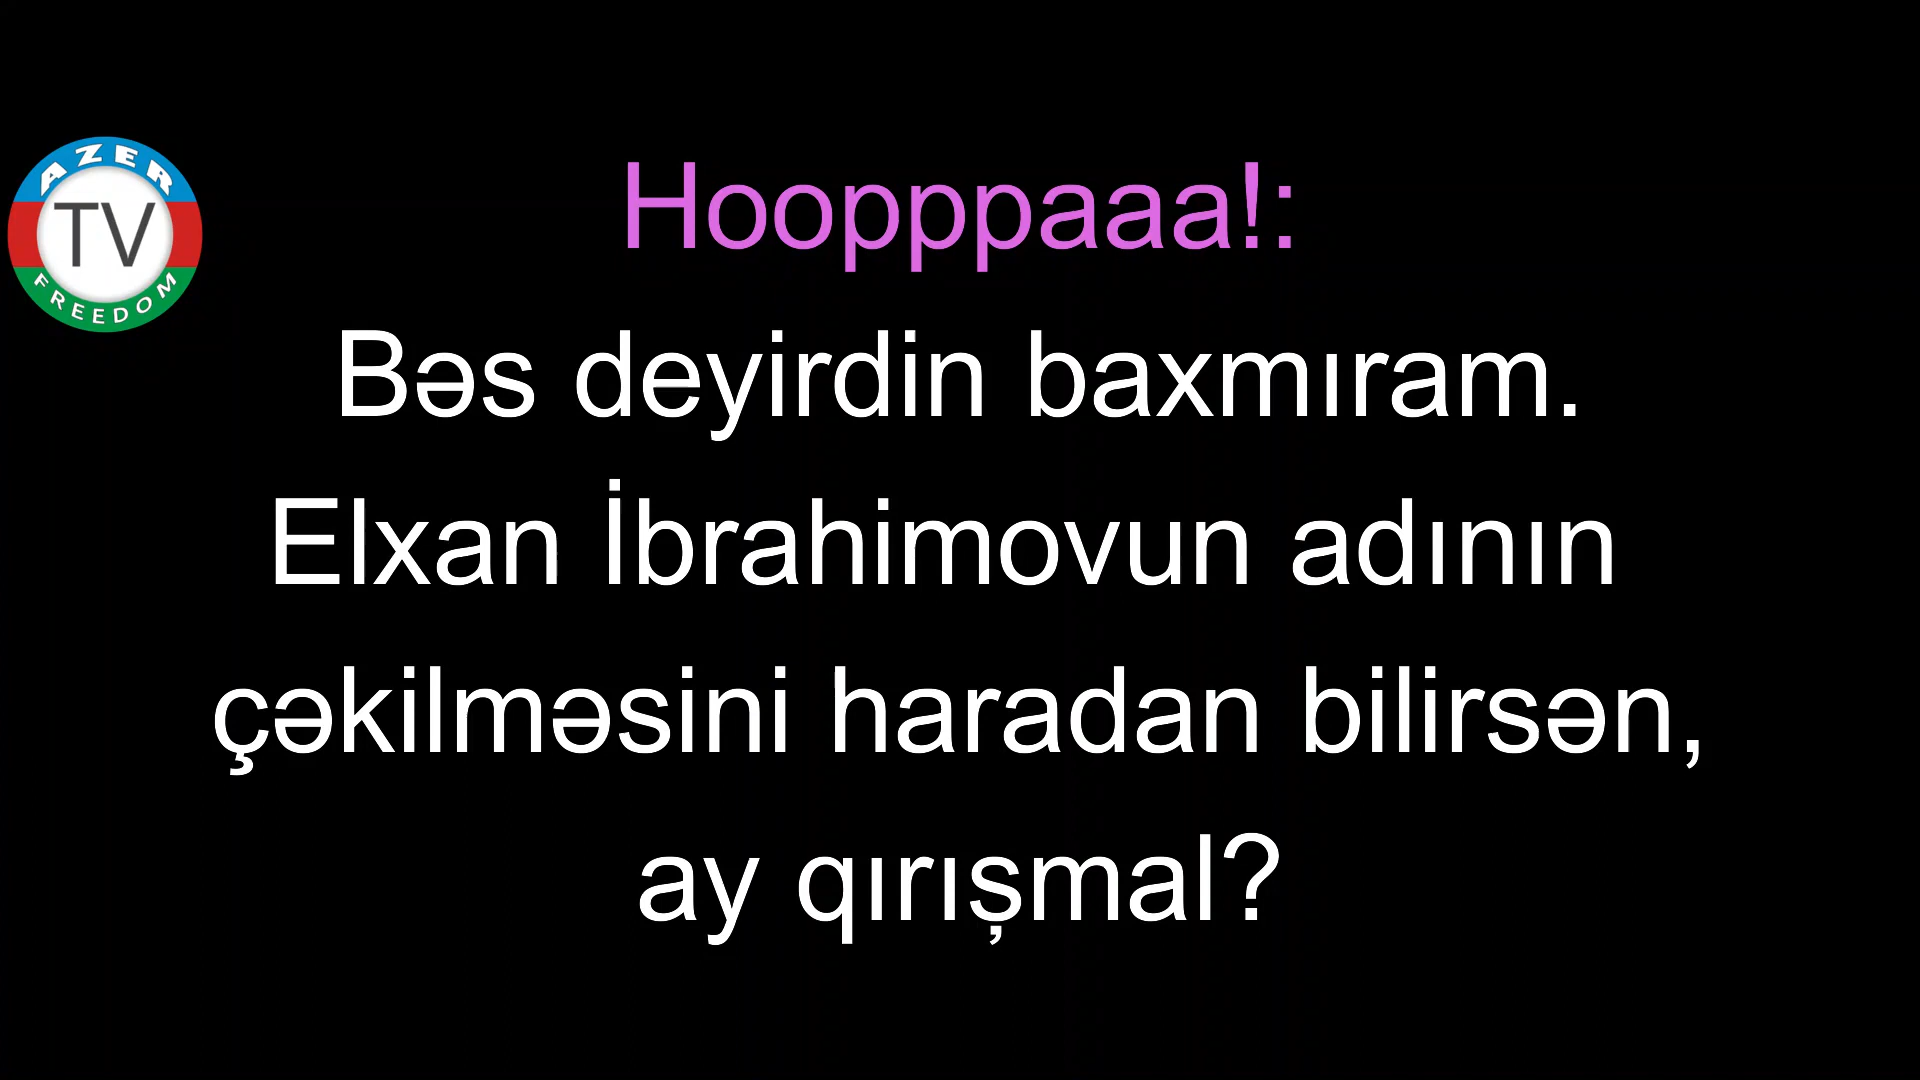 AZER
TV
FREEDOM
Hoopppaaa!:
Bəs deyirdin baxmıram.
Elxan İbrahimovun adının
çəkilməsini haradan bilirsən,
ay qırışmal?